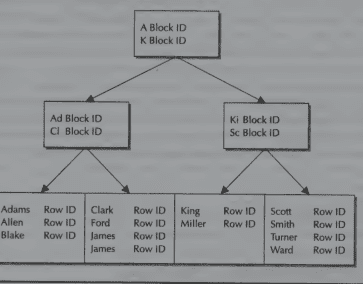 A Block ID
K Block ID
Ad Block ID
Cl Block ID
Ki Block ID
Sc Block ID
Adams Row ID
Allen Row ID
Blake Row ID
Clark Row ID
Ford Row ID
James Row ID
James Row ID
King Row ID
Miller Row ID
Scott Row ID
Smith Row ID
Turner Row ID
Ward Row ID